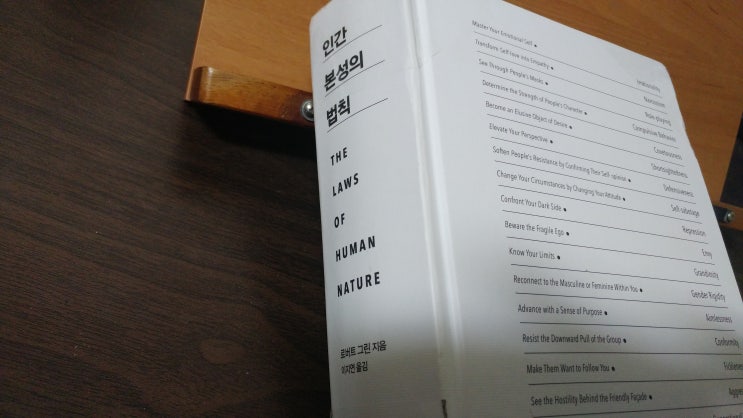 인간
본성의
법칙
THE
LAWS
OF
HUMAN
NATURE
로버트 그린 지음
이지연 옮김
Master Your Emotional Self
Irrationality
Transform Self-love into Empathy
Narcissism
See Through People's Masks
Role-playing
Determine the Strength of People's Character
Compulsive Behavior
Become an Elusive Object of Desire
Covetousness
Elevate Your Perspective
Shortsightedness
Soften People's Resistance by Confirming Their Self-opinion
Defensiveness
Change Your Circumstances by Changing Your Attitude
Self-sabotage
Confront Your Dark Side
Repression
Beware the Fragile Ego
Envy
Know Your Limits
Grandiosity
Reconnect to the Masculine or Feminine Within You
Gender Rigidity
Advance with a Sense of Purpose
Aimlessness
Resist the Downward Pull of the Group
Conformity
Make Them Want to Follow You
See the Hostility Behind the Friendly Façade